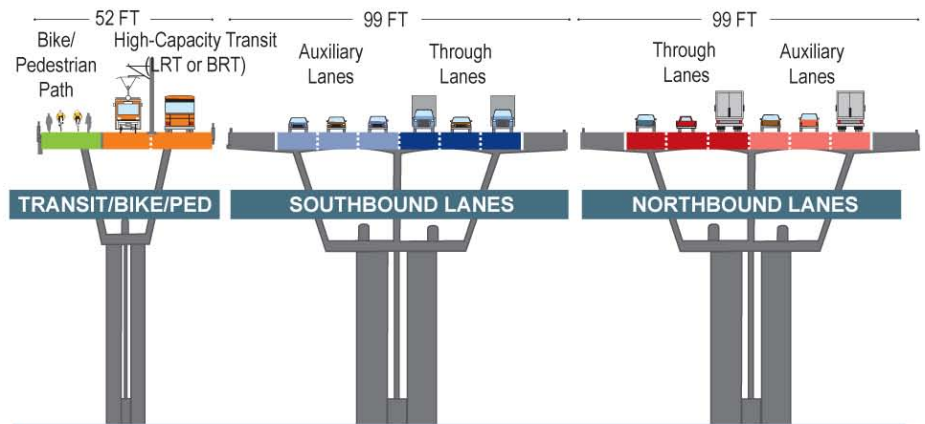 52 FT
99 FT
99 FT
Bike/
Pedestrian
Path
High-Capacity Transit
(LRT or BRT)
Auxiliary
Lanes
Through
Lanes
Through
Lanes
Auxiliary
Lanes
TRANSIT/BIKE/PED
SOUTHBOUND LANES
NORTHBOUND LANES